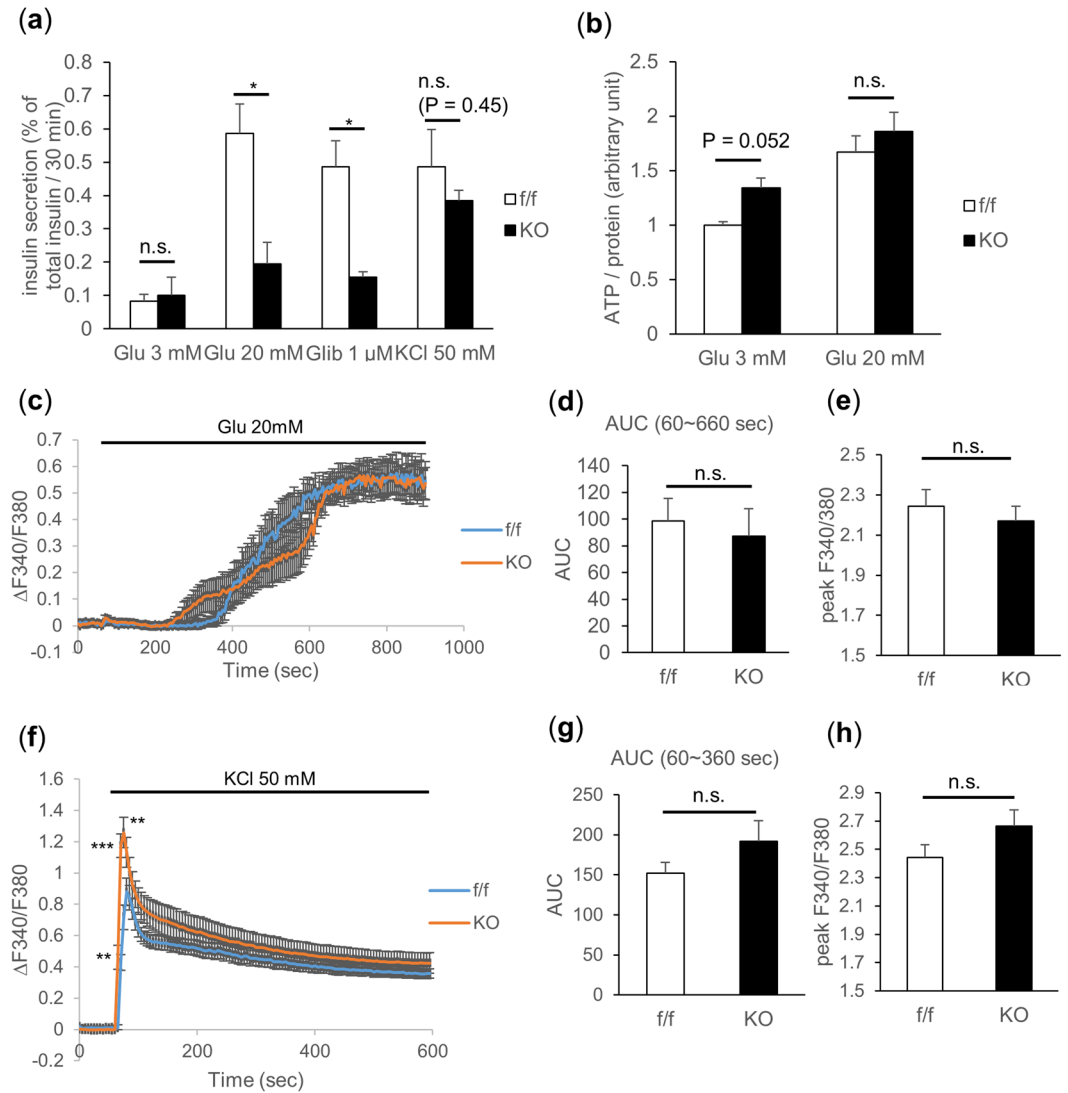 (a)
insulin secretion (% of
total insulin / 30 min)
0.8
0.7
0.6
0.5
0.4
0.3
0.2
0.1
0
n.s.
*
*
n.s.
(P = 0.45)
Glu 3 mM Glu 20 mM Glib 1 µM KCl 50 mM
f/f
KO
(b)
ATP / protein (arbitrary unit)
2.5
2
1.5
1
0.5
0
P = 0.052
n.s.
Glu 3 mM Glu 20 mM
f/f
KO
(c)
Glu 20mM
ΔF340/F380
0.7
0.6
0.5
0.4
0.3
0.2
0.1
0
-0.1
0 200 400 600 800 1000
Time (sec)
f/f
KO
(d)
AUC (60~660 sec)
AUC
140
120
100
80
60
40
20
0
n.s.
f/f KO
(e)
peak F340/380
2.5
2.3
2.1
1.9
1.7
1.5
n.s.
f/f KO
(f)
KCl 50 mM
ΔF340/F380
1.6
1.4
1.2
1
0.8
0.6
0.4
0.2
0
-0.2
**
***
**
0 200 400 600
Time (sec)
f/f
KO
(g)
AUC (60~360 sec)
AUC
250
200
150
100
50
0
n.s.
f/f KO
(h)
peak F340/F380
2.9
2.7
2.5
2.3
2.1
1.9
1.7
1.5
n.s.
f/f KO